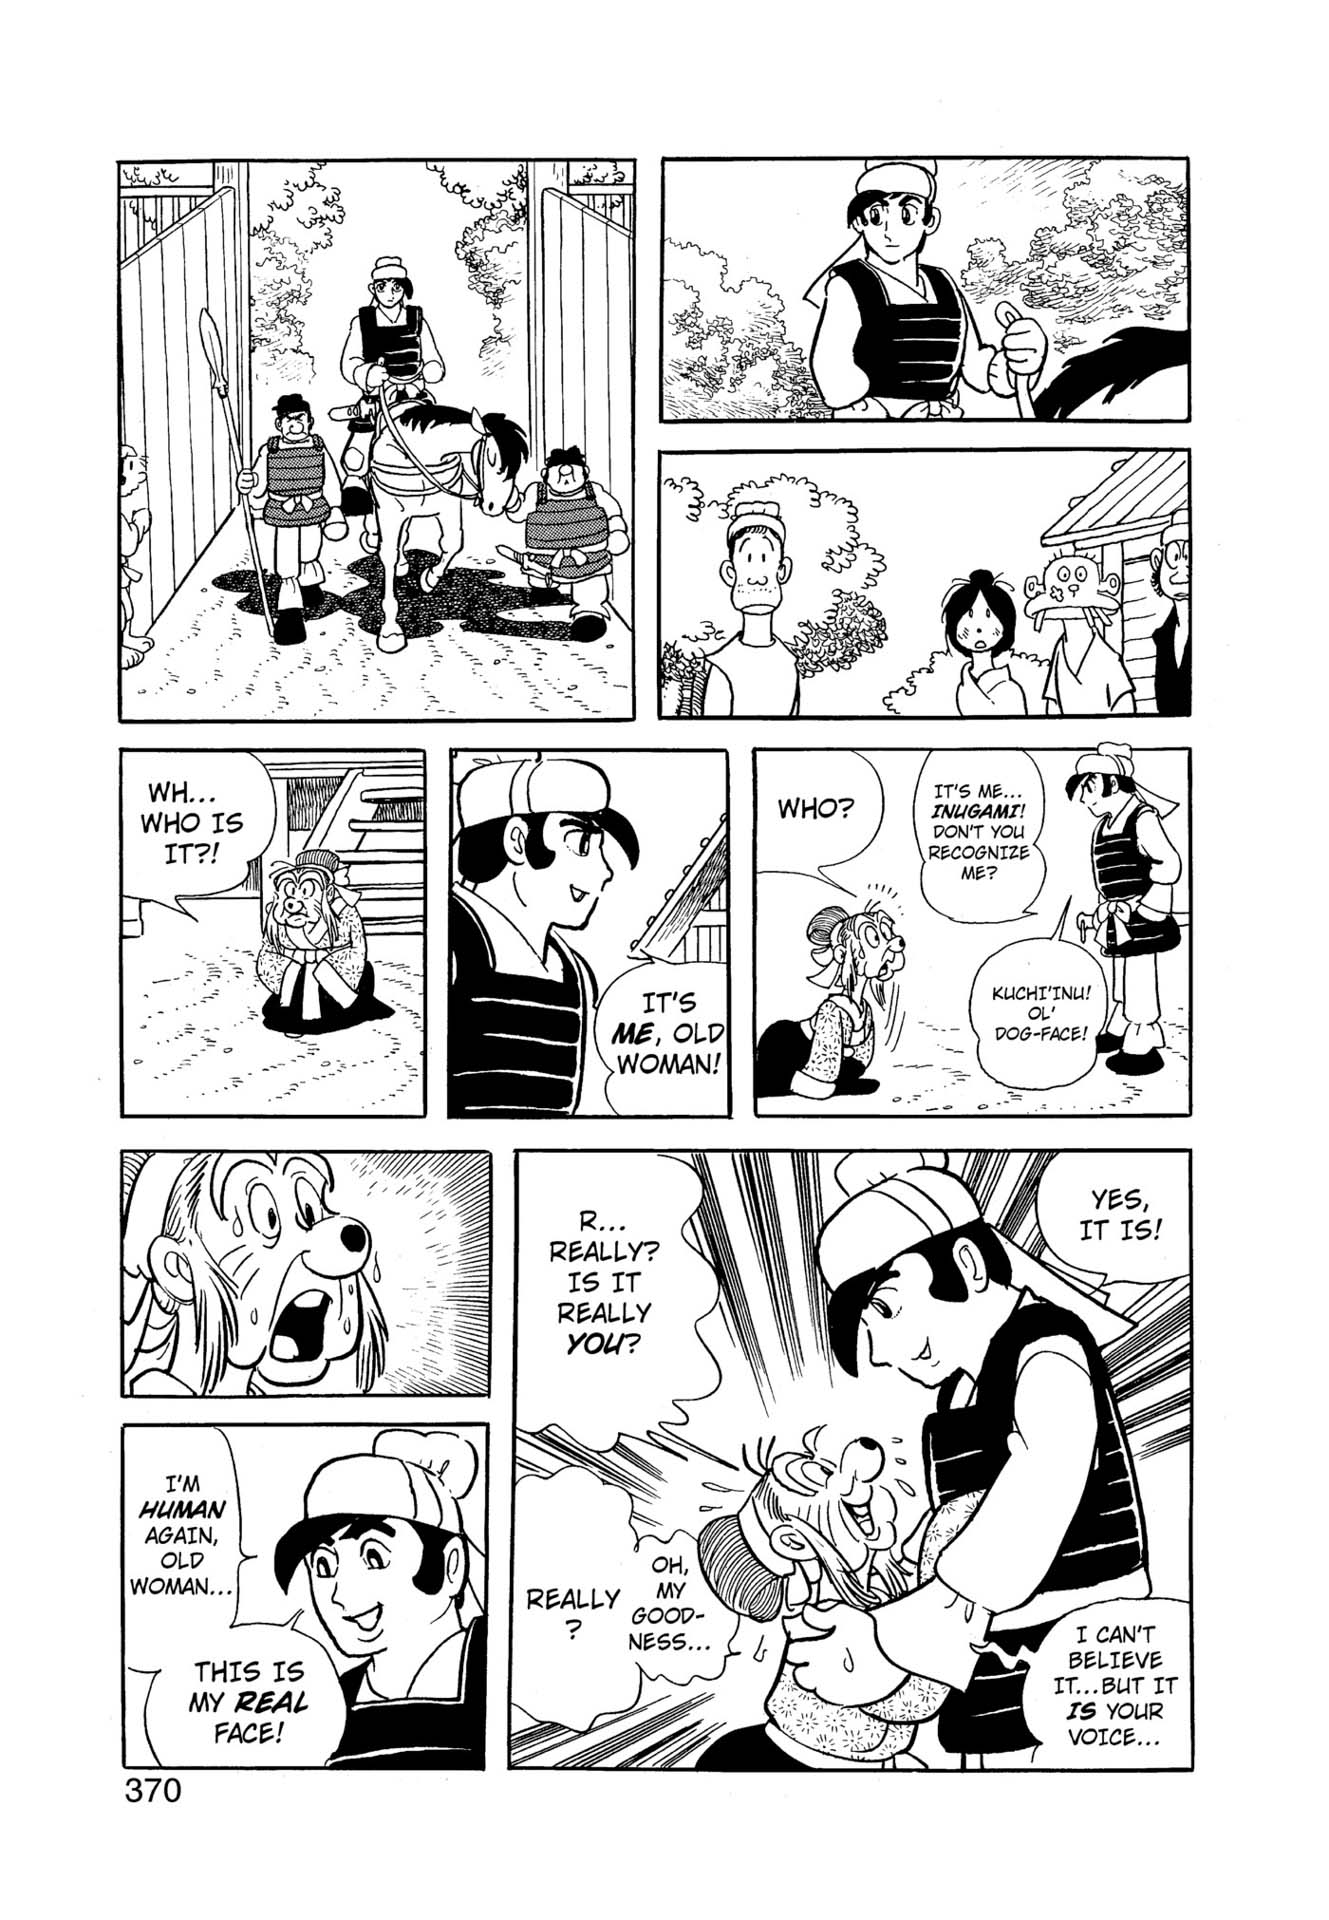 WH...
WHO IS
IT?!
IT'S
ME, OLD
WOMAN!
WHO?
IT'S ME...
INUGAMI!
DON'T YOU
RECOGNIZE
ME?
KUCHI'INU!
OL'
DOG-FACE!
I'M
HUMAN
AGAIN,
OLD
WOMAN...
THIS IS
MY REAL
FACE!
R...
REALLY?
IS IT
REALLY
YOU?
YES,
IT IS!
REALLY
?
OH,
MY
GOOD-
NESS...
I CAN'T
BELIEVE
IT...BUT IT
IS YOUR
VOICE...
370